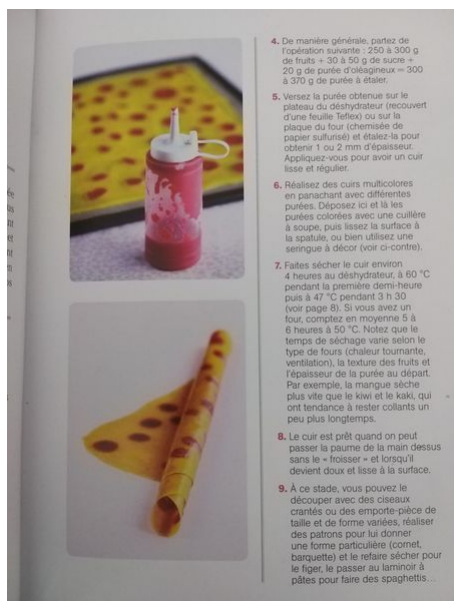 4. De manière générale, partez de
l'opération suivante : 250 à 300 g
de fruits + 30 à 50 g de sucre +
20 g de purée d'oléagineux = 300
à 370 g de purée à étaler.
5. Versez la purée obtenue sur le
plateau du déshydrateur (recouvert
d'une feuille Teflex) ou sur la
plaque du four (chemisée de
papier sulfurisé) et étalez-la pour
obtenir 1 ou 2 mm d'épaisseur.
Appliquez-vous pour avoir un cuir
lisse et régulier.
6. Réalisez des cuirs multicolores
en panachant avec différentes
purées. Déposez ici et là les
purées colorées avec une cuillère
à soupe, puis lissez la surface à
la spatule, ou bien utilisez une
seringue à décor (voir ci-contre).
7. Faites sécher le cuir environ
4 heures au déshydrateur, à 60 °C
pendant la première demi-heure
puis à 47 °C pendant 3 h 30
(voir page 8). Si vous avez un
four, comptez en moyenne 5 à
6 heures à 50 °C. Notez que le
temps de séchage varie selon le
type de fours (chaleur tournante,
ventilation), la texture des fruits et
l'épaisseur de la purée au départ.
Par exemple, la mangue sèche
plus vite que le kiwi et le kaki, qui
ont tendance à rester collants un
peu plus longtemps.
8. Le cuir est prêt quand on peut
passer la paume de la main dessus
sans le « froisser » et lorsqu'il
devient doux et lisse à la surface.
9. À ce stade, vous pouvez le
découper avec des ciseaux
crantés ou des emporte-pièce de
taille et de forme variées, réaliser
des patrons pour lui donner
une forme particulière (cornet,
barquette) et le refaire sécher pour
le figer, le passer au laminoir à
pâtes pour faire des spaghettis…